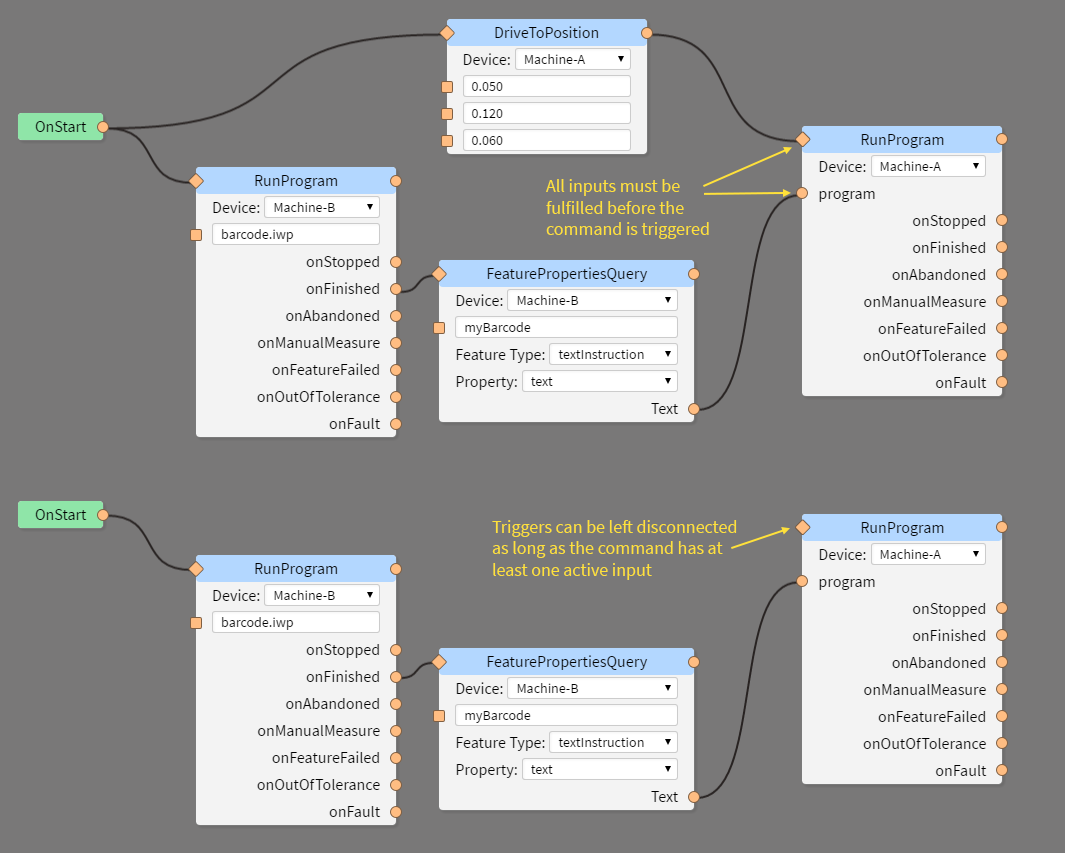 DriveToPosition
Device: Machine-A
0.050
0.120
0.060
OnStart
RunProgram
Device: Machine-B
barcode.iwp
onStopped
onFinished
onAbandoned
onManualMeasure
onFeatureFailed
onOutOfTolerance
onFault
All inputs must be
fulfilled before the
command is triggered
FeaturePropertiesQuery
Device: Machine-B
myBarcode
Feature Type: textInstruction
Property: text
Text
RunProgram
Device: Machine-A
program
onStopped
onFinished
onAbandoned
onManualMeasure
onFeatureFailed
onOutOfTolerance
onFault
OnStart
RunProgram
Device: Machine-B
barcode.iwp
onStopped
onFinished
onAbandoned
onManualMeasure
onFeatureFailed
onOutOfTolerance
onFault
Triggers can be left disconnected
as long as the command has at
least one active input
FeaturePropertiesQuery
Device: Machine-B
myBarcode
Feature Type: textInstruction
Property: text
Text
RunProgram
Device: Machine-A
program
onStopped
onFinished
onAbandoned
onManualMeasure
onFeatureFailed
onOutOfTolerance
onFault